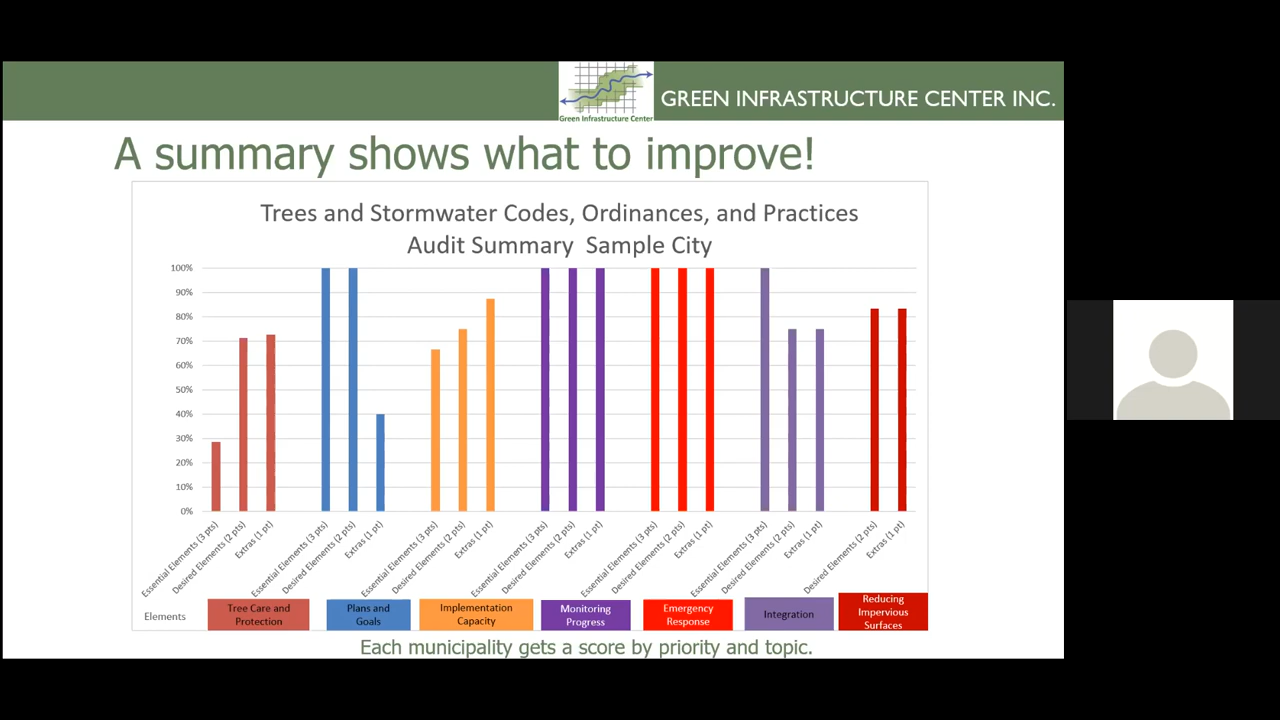 Green Infrastructure Center
GREEN INFRASTRUCTURE CENTER INC.
A summary shows what to improve!
Trees and Stormwater Codes, Ordinances, and Practices
Audit Summary Sample City
100%
90%
80%
70%
60%
50%
40%
30%
20%
10%
0%
Essential Elements (3 pts)
Desired Elements (2 pts)
Extras (1 pt)
Essential Elements (3 pts)
Desired Elements (2 pts)
Extras (1 pt)
Essential Elements (3 pts)
Desired Elements (2 pts)
Extra (1 pt)
Essential Elements (3 pts)
Desired Elements (2 pts)
Extras (1 pt)
Essential Elements (3 pts)
Desired Elements (2 pts)
Extras (1 pt)
Essential Elements (3 pts)
Desired Elements (2 pts)
Extras (1 pt)
Desired Elements (2 pts)
Extras (1 pt)
Elements
Tree Care and
Protection
Plans and
Goals
Implementation
Capacity
Monitoring
Progress
Emergency
Response
Integration
Reducing
Impervious
Surfaces
Each municipality gets a score by priority and topic.